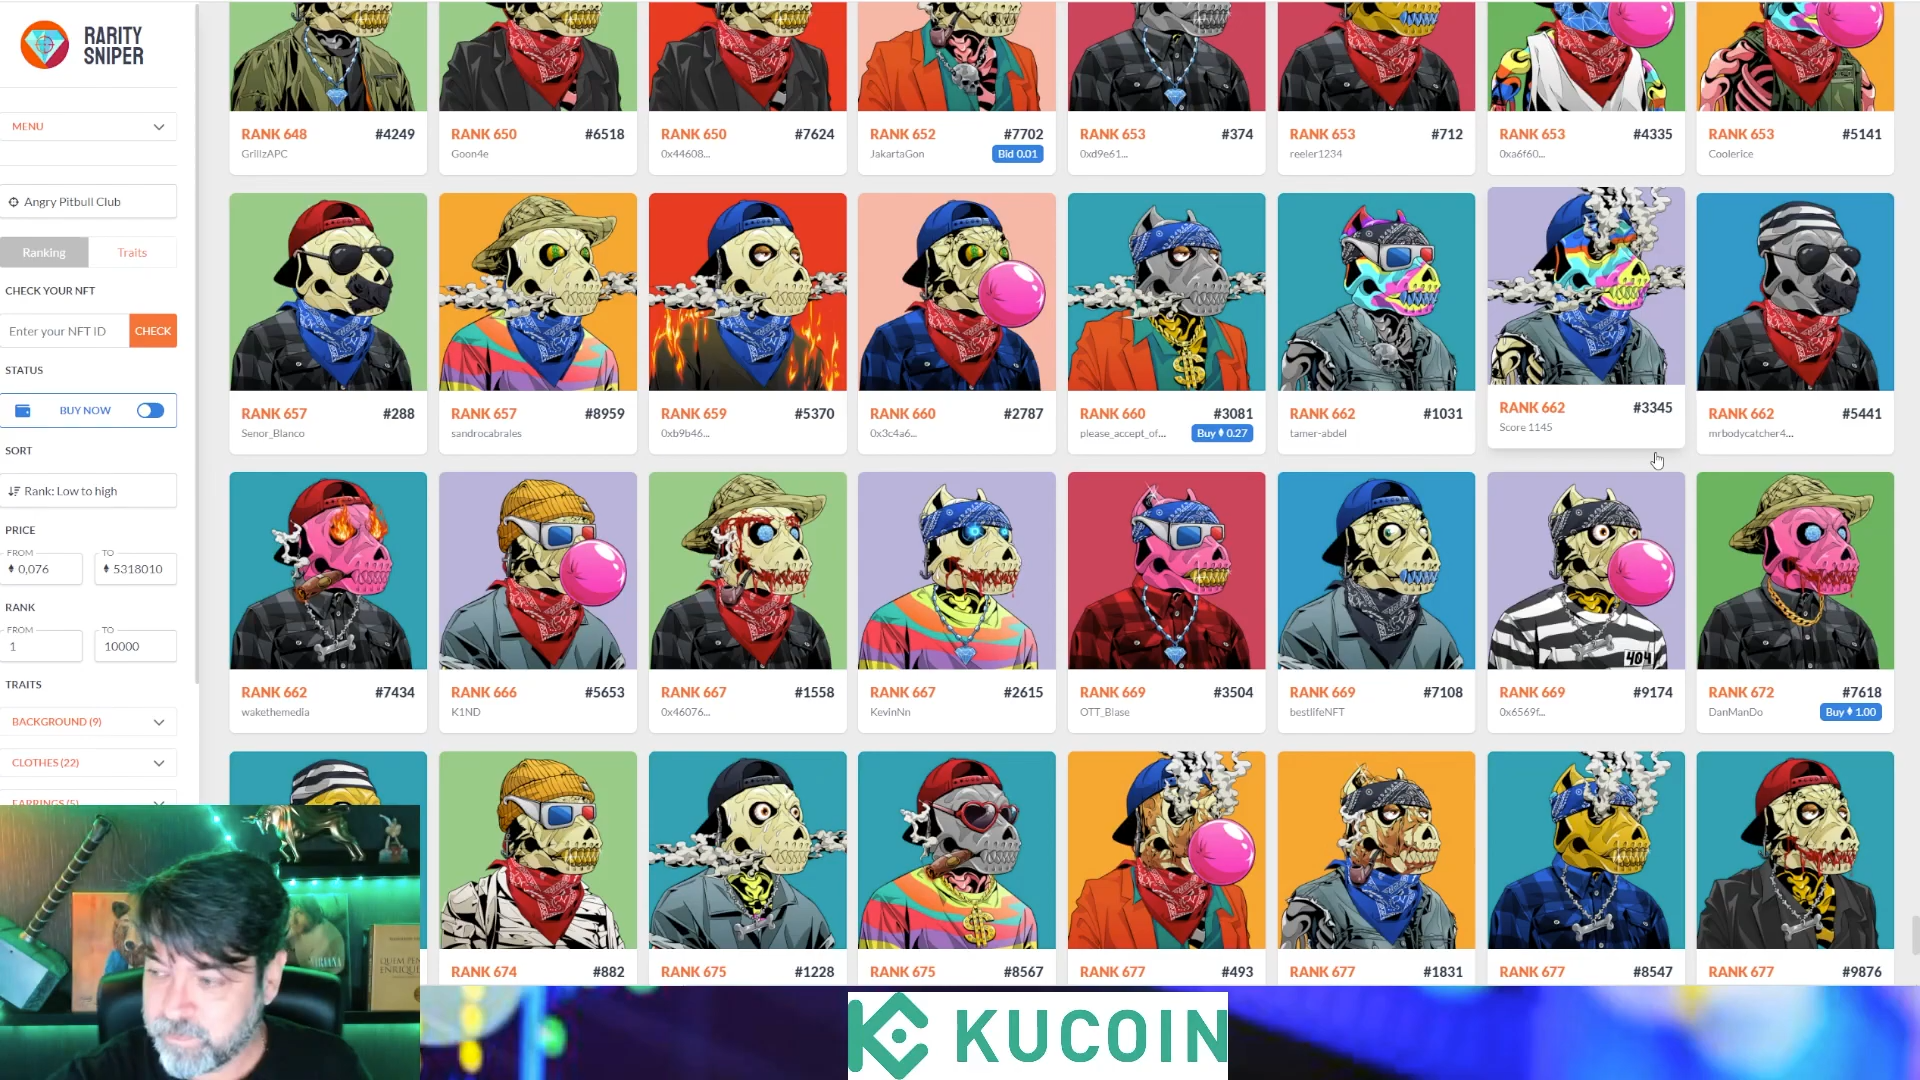 RARITY
SNIPER
MENU
Angry Pitbull Club
Ranking Traits
CHECK YOUR NFT
Enter your NFT ID CHECK
STATUS
BUY NOW
SORT
Rank: Low to high
PRICE
FROM TO
0,076 5318010
RANK
FROM TO
1 10000
TRAITS
BACKGROUND (9)
CLOTHES (22)
EARRINGS (5)
RANK 648 #4249
GrillzAPC
RANK 650 #6518
Goon4e
RANK 650 #7624
0x44608...
RANK 652 #7702
JakartaGon Bid 0.01
RANK 653 #374
0xd9e61...
RANK 653 #712
reeler1234
RANK 653 #4335
0xa6f60...
RANK 653 #5141
Coolerice
RANK 657 #288
Senor_Blanco
RANK 657 #8959
sandrocabrales
RANK 659 #5370
0xb9b46...
RANK 660 #2787
0x3c4a6...
RANK 660 #3081
please_accept_of... Buy 0.27
RANK 662 #1031
tamer-abdel
RANK 662 #3345
Score 1145
RANK 662 #5441
mrbodycatcher4...
404
RANK 662 #7434
wakethemedia
RANK 666 #5653
K1ND
RANK 667 #1558
0x46076...
RANK 667 #2615
KevinNn
RANK 669 #3504
OTT_Blase
RANK 669 #7108
bestlifeNFT
RANK 669 #9174
0x6569f...
RANK 672 #7618
DanManDo Buy 1.00
RANK 674 #882
RANK 675 #1228
RANK 675 #8567
RANK 677 #493
RANK 677 #1831
RANK 677 #8547
RANK 677 #9876
NIRVANA
KUCOIN